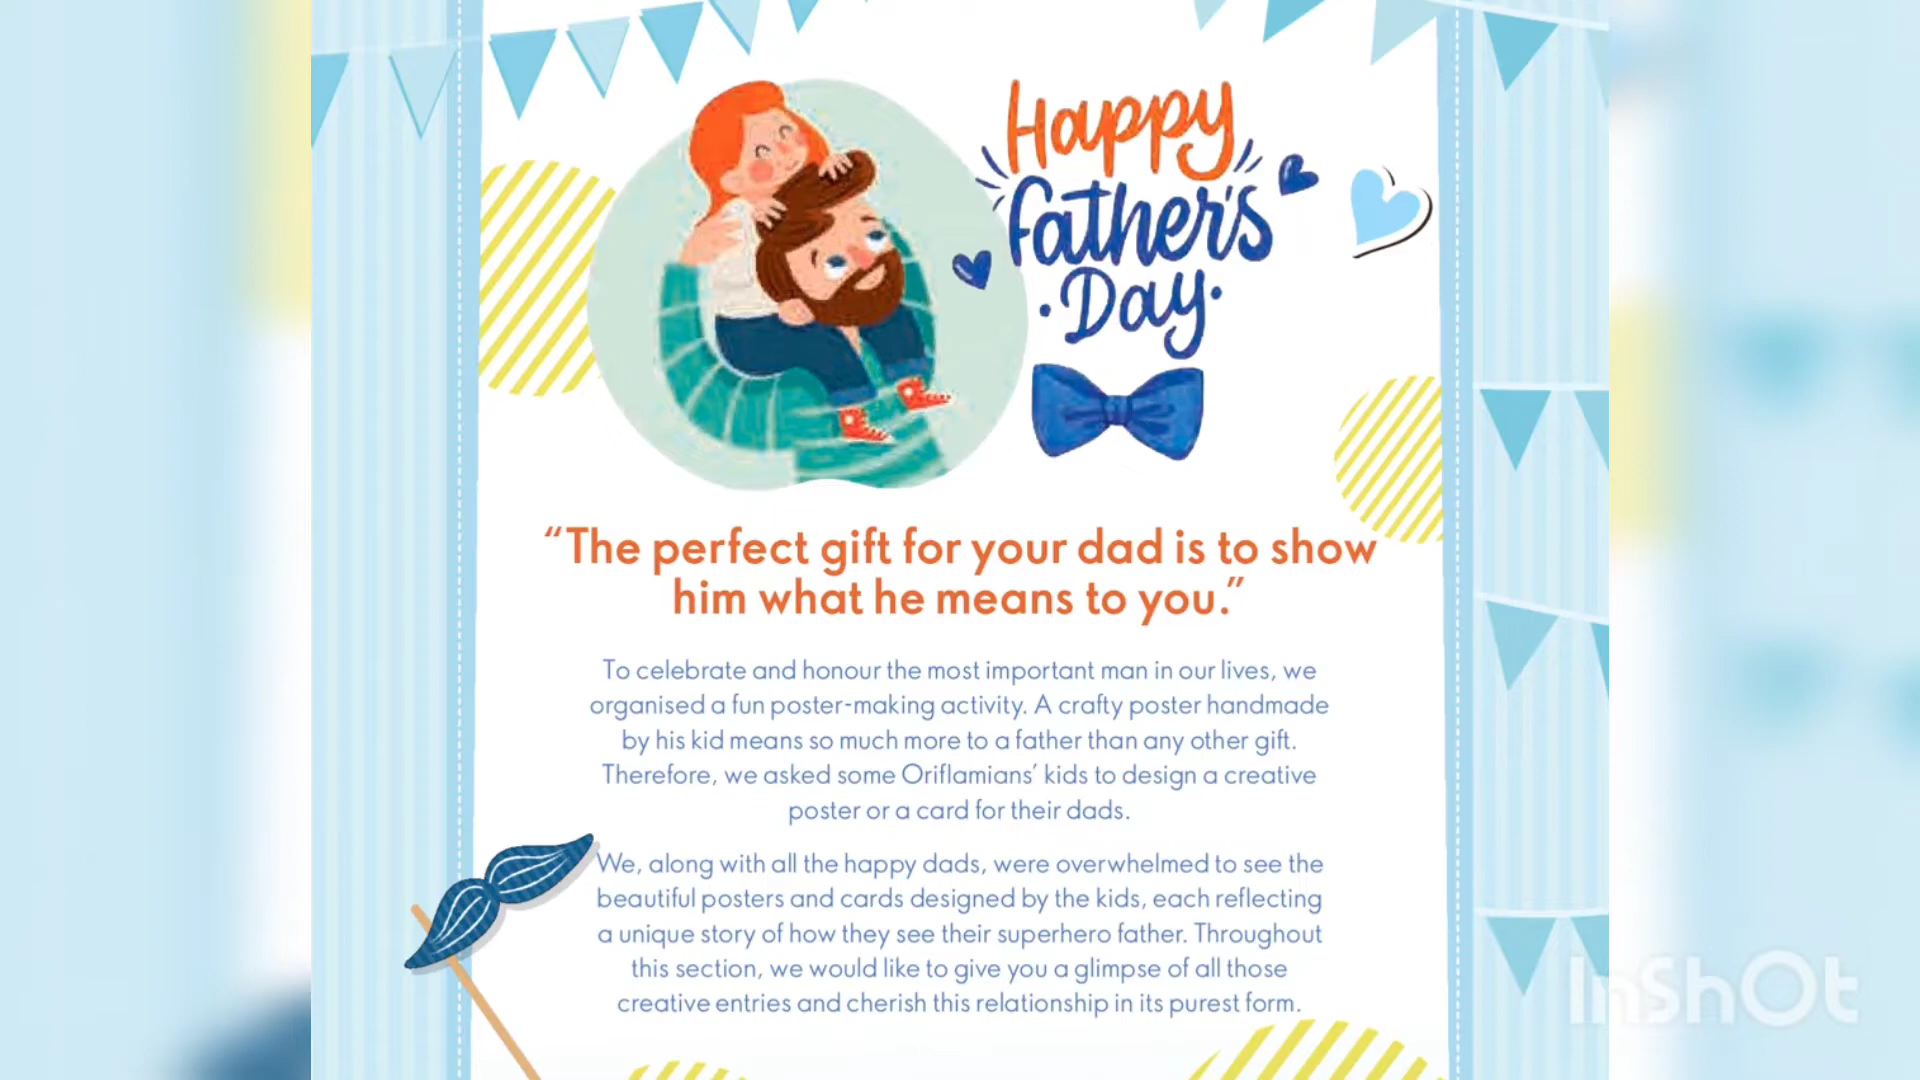 Happy
Father's
Day
“The perfect gift for your dad is to show
him what he means to you.”
To celebrate and honour the most important man in our lives, we
organised a fun poster-making activity. A crafty poster handmade
by his kid means so much more to a father than any other gift.
Therefore, we asked some Oriflamians’ kids to design a creative
poster or a card for their dads.
We, along with all the happy dads, were overwhelmed to see the
beautiful posters and cards designed by the kids, each reflecting
a unique story of how they see their superhero father. Throughout
this section, we would like to give you a glimpse of all those
creative entries and cherish this relationship in its purest form.
InShOt